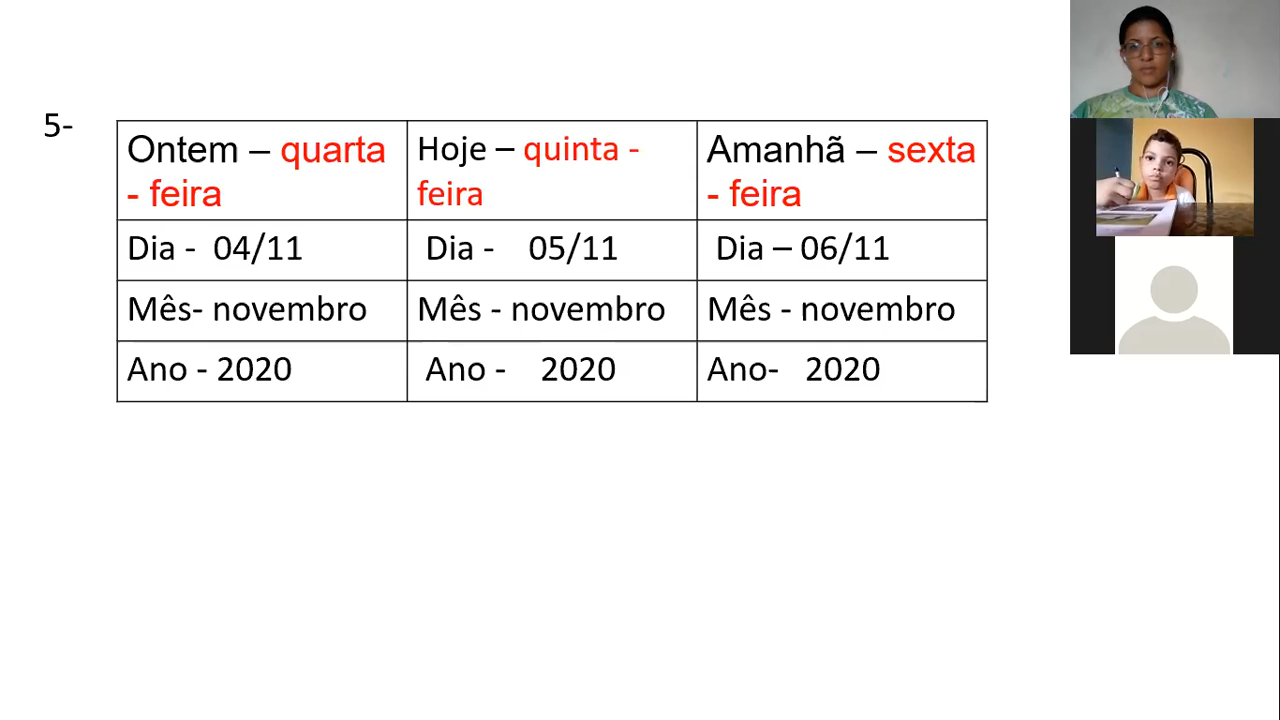 5-
Ontem – quarta
- feira
Hoje – quinta -
feira
Amanhã – sexta
- feira
Dia -  04/11
Dia -    05/11
Dia – 06/11
Mês- novembro
Mês - novembro
Mês - novembro
Ano - 2020
Ano -    2020
Ano-   2020